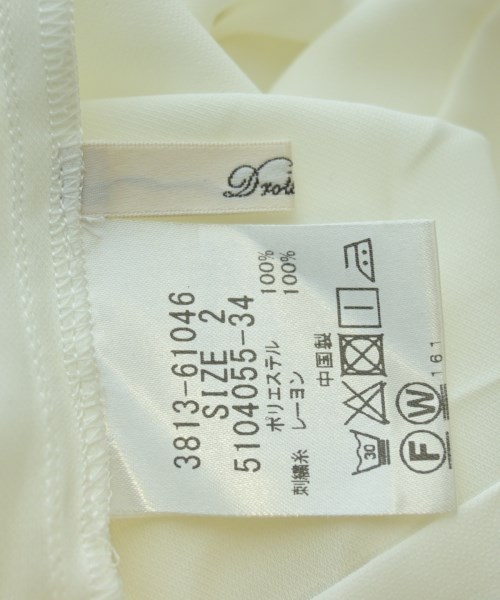 3813-61046
SIZE 2
5104055-34
ポリエステル 100%
刺繍糸 レーヨン 100%
中国製
30
F W
161